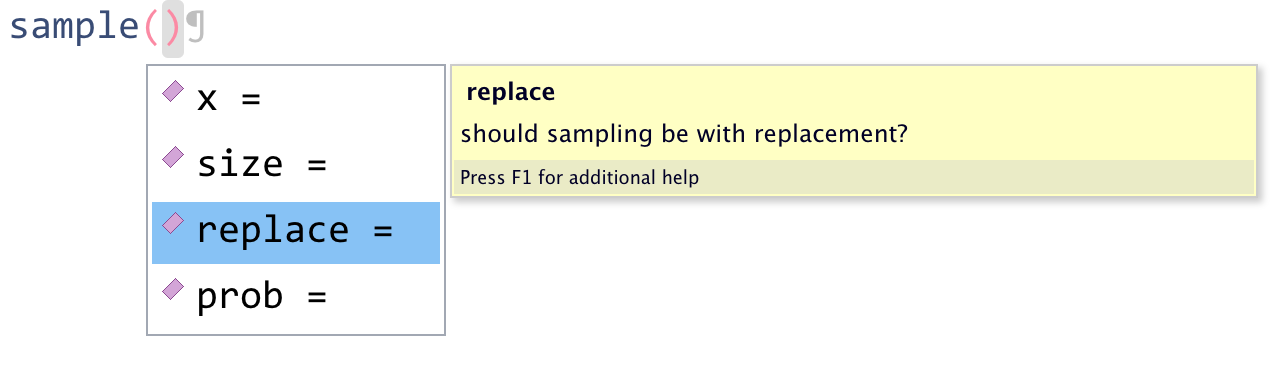 sample()¶
x =
size =
replace =
prob =
replace
should sampling be with replacement?
Press F1 for additional help